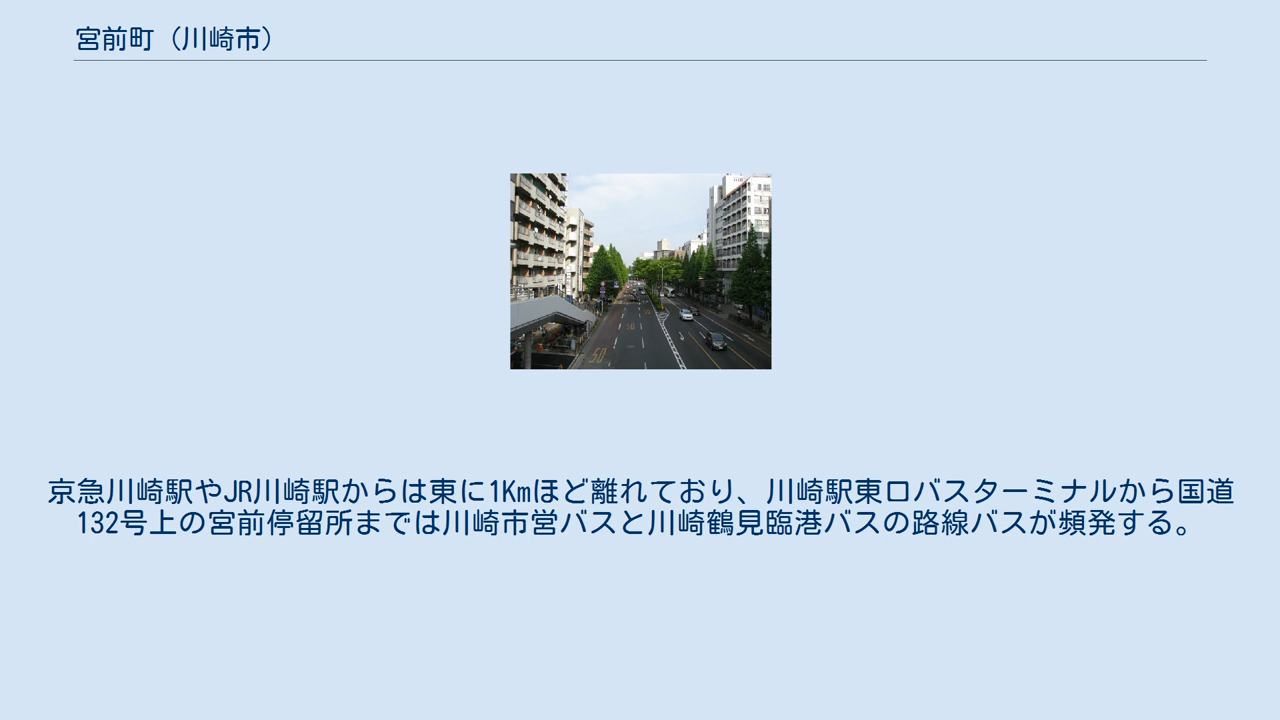 宮前町（川崎市）
50
50
京急川崎駅やJR川崎駅からは東に1Kmほど離れており、川崎駅東口バスターミナルから国道
132号上の宮前停留所までは川崎市営バスと川崎鶴見臨港バスの路線バスが頻発する。